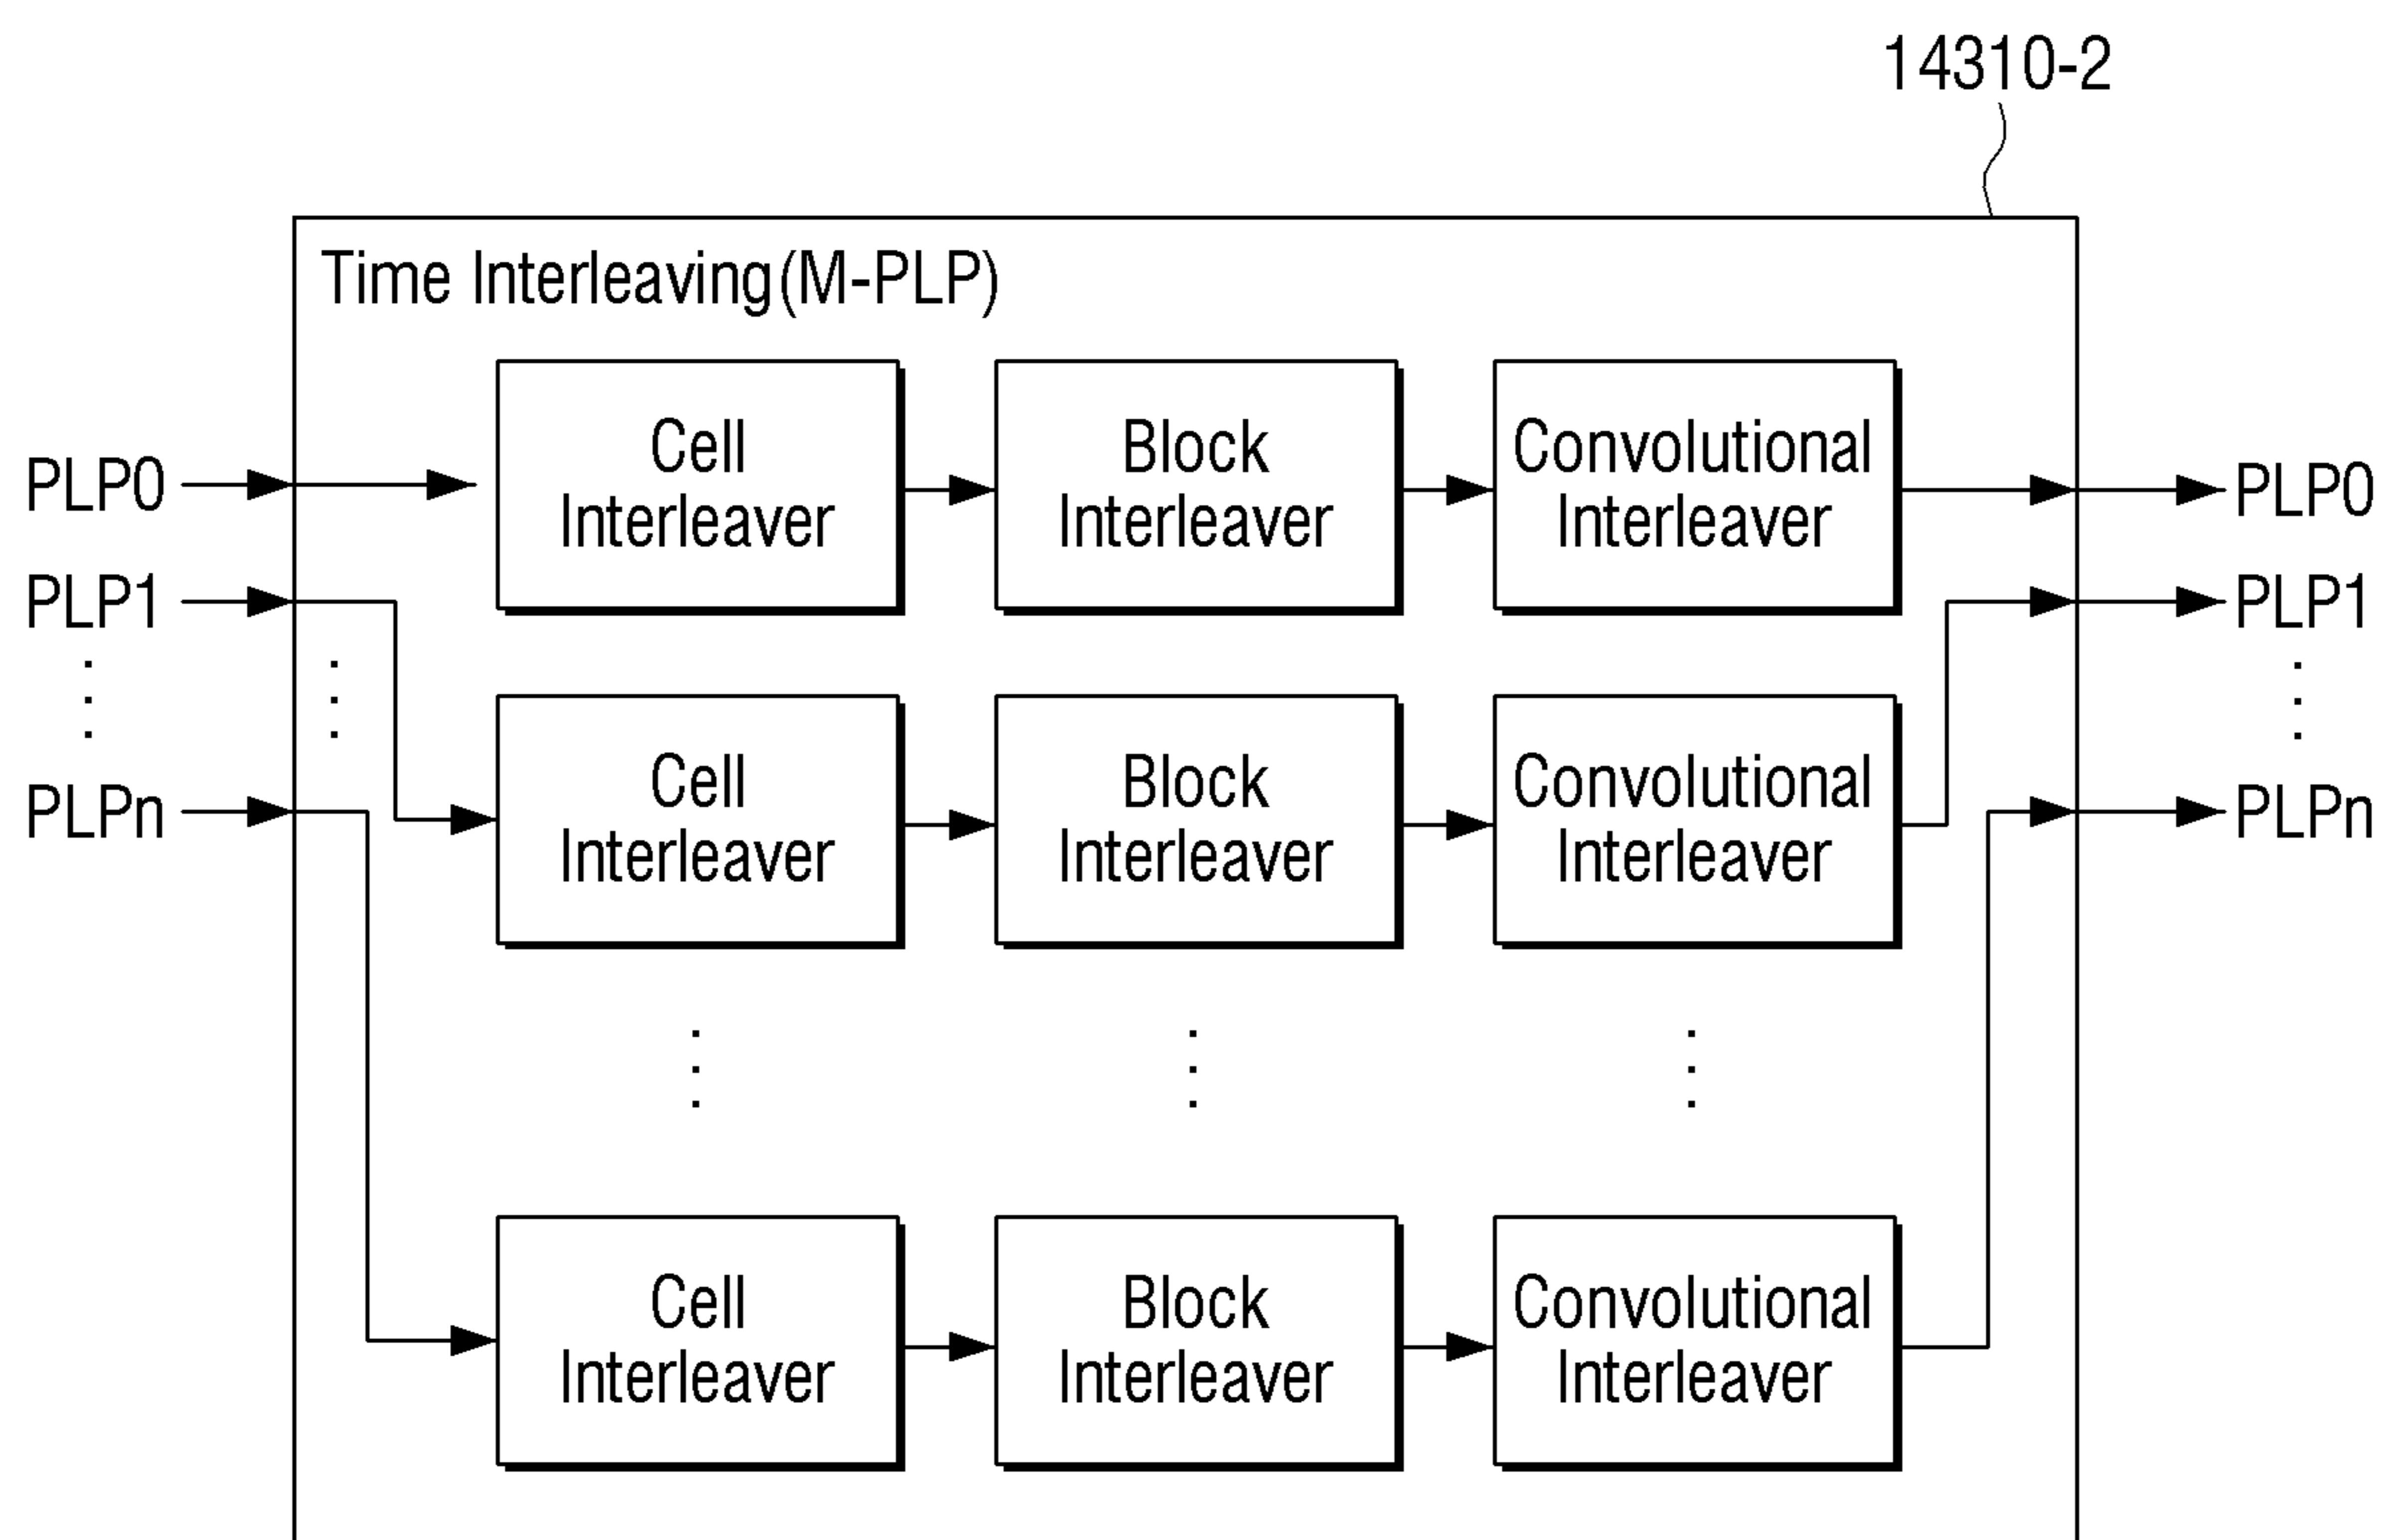 14310-2
Time Interleaving(M-PLP)
Cell
Interleaver
Block
Interleaver
Convolutional
Interleaver
PLP0
PLP0
PLP1
PLP1
Cell
Interleaver
Block
Interleaver
Convolutional
Interleaver
PLPn
PLPn
Cell
Interleaver
Block
Interleaver
Convolutional
Interleaver